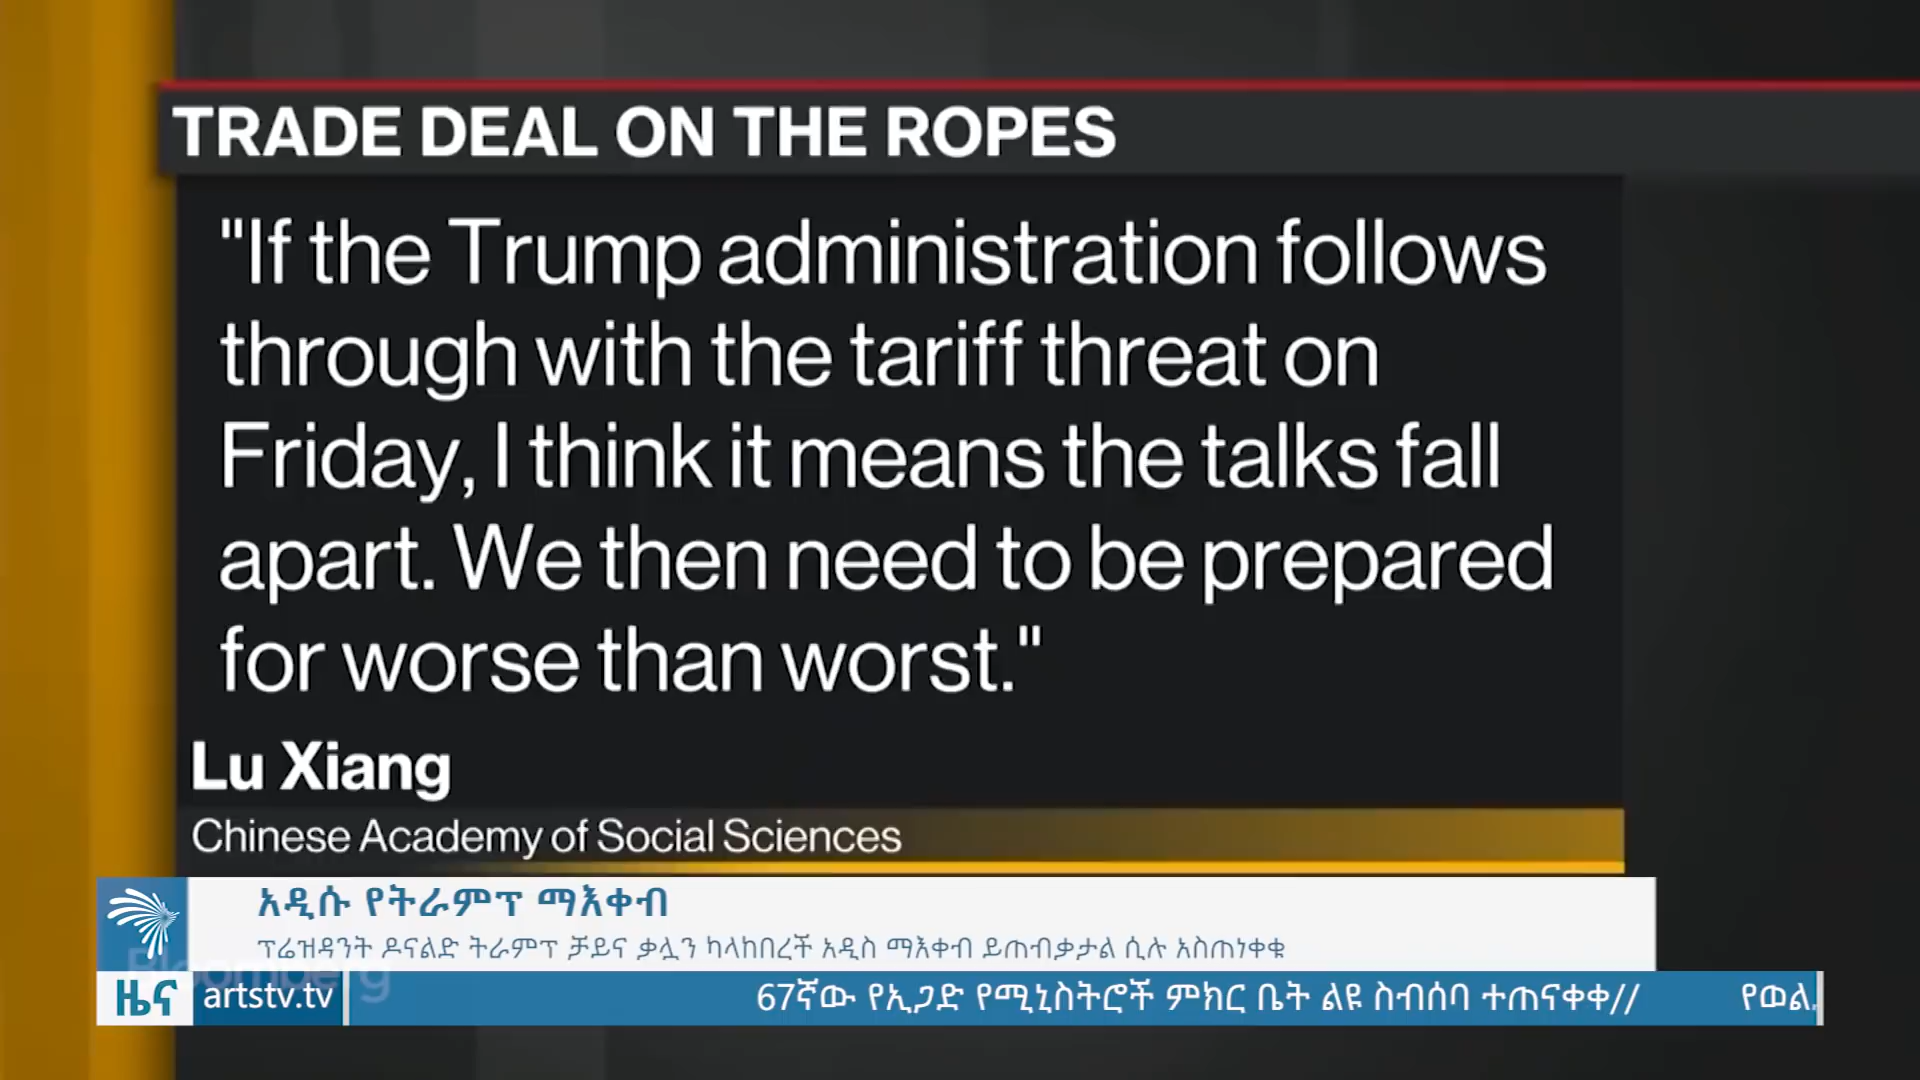 TRADE DEAL ON THE ROPES
"If the Trump administration follows
through with the tariff threat on
Friday, I think it means the talks fall
apart. We then need to be prepared
for worse than worst."
Lu Xiang
Chinese Academy of Social Sciences
አዲሱ የትራምፕ ማእቀብ
ፕሬዝዳንት ዶናልድ ትራምፕ ቻይና ቃሏን ካላከበረች አዲስ ማእቀብ ይጠብቃታል ሲሉ አስጠነቀቁ
Bloomberg
ዜና artstv.tv 67ኛው የኢጋድ የሚኒስትሮች ምክር ቤት ልዩ ስብሰባ ተጠናቀቀ// የወል